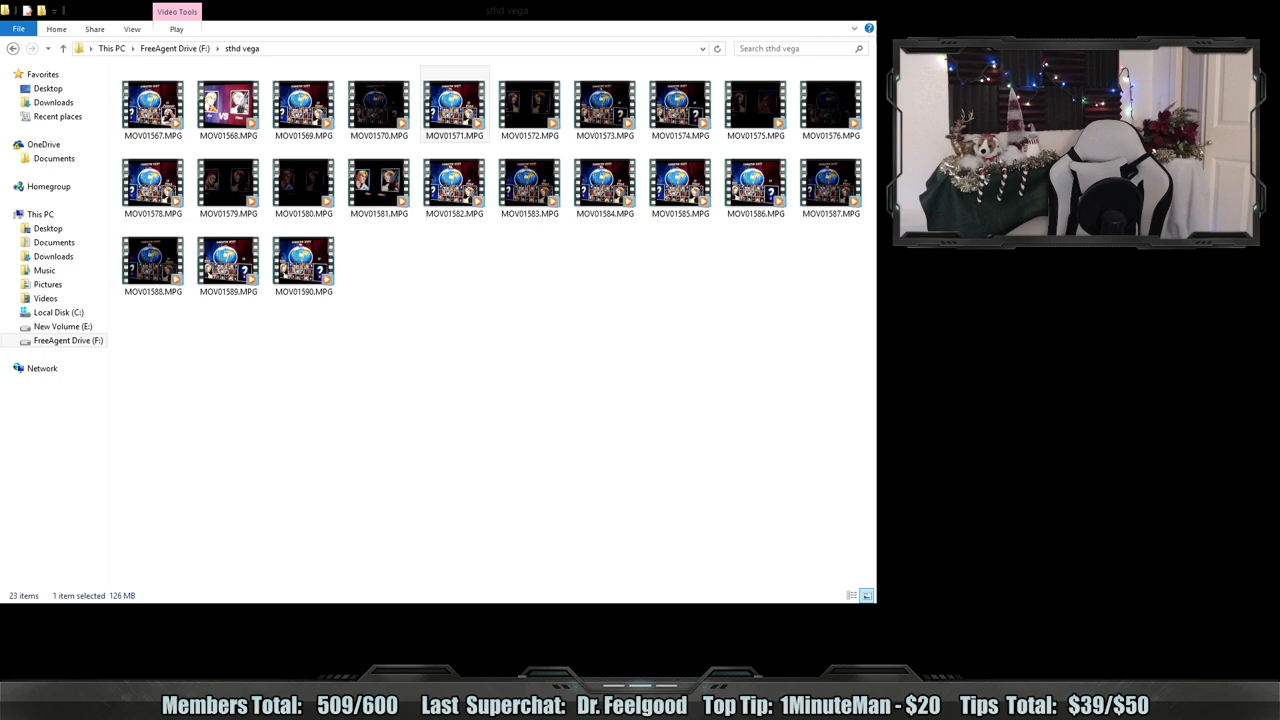 Video Tools
sthd vega
File Home Share View Play
This PC FreeAgent Drive (F:) sthd vega
Search sthd vega
Favorites
Desktop
Downloads
Recent places
OneDrive
Documents
Homegroup
This PC
Desktop
Documents
Downloads
Music
Pictures
Videos
Local Disk (C:)
New Volume (E:)
FreeAgent Drive (F:)
Network
MOV01567.MPG MOV01568.MPG MOV01569.MPG MOV01570.MPG MOV01571.MPG MOV01572.MPG MOV01573.MPG MOV01574.MPG MOV01575.MPG MOV01576.MPG
MOV01578.MPG MOV01579.MPG MOV01580.MPG MOV01581.MPG MOV01582.MPG MOV01583.MPG MOV01584.MPG MOV01585.MPG MOV01586.MPG MOV01587.MPG
MOV01588.MPG MOV01589.MPG MOV01590.MPG
23 items 1 item selected 126 MB
Members Total: 509/600 Last Superchat: Dr. Feelgood Top Tip: 1MinuteMan - $20 Tips Total: $39/$50